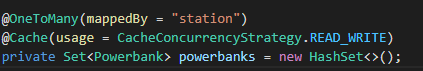 @OneToMany(mappedBy = "station")
@Cache(usage = CacheConcurrencyStrategy.READ_WRITE)
private Set<Powerbank> powerbanks = new HashSet<>();